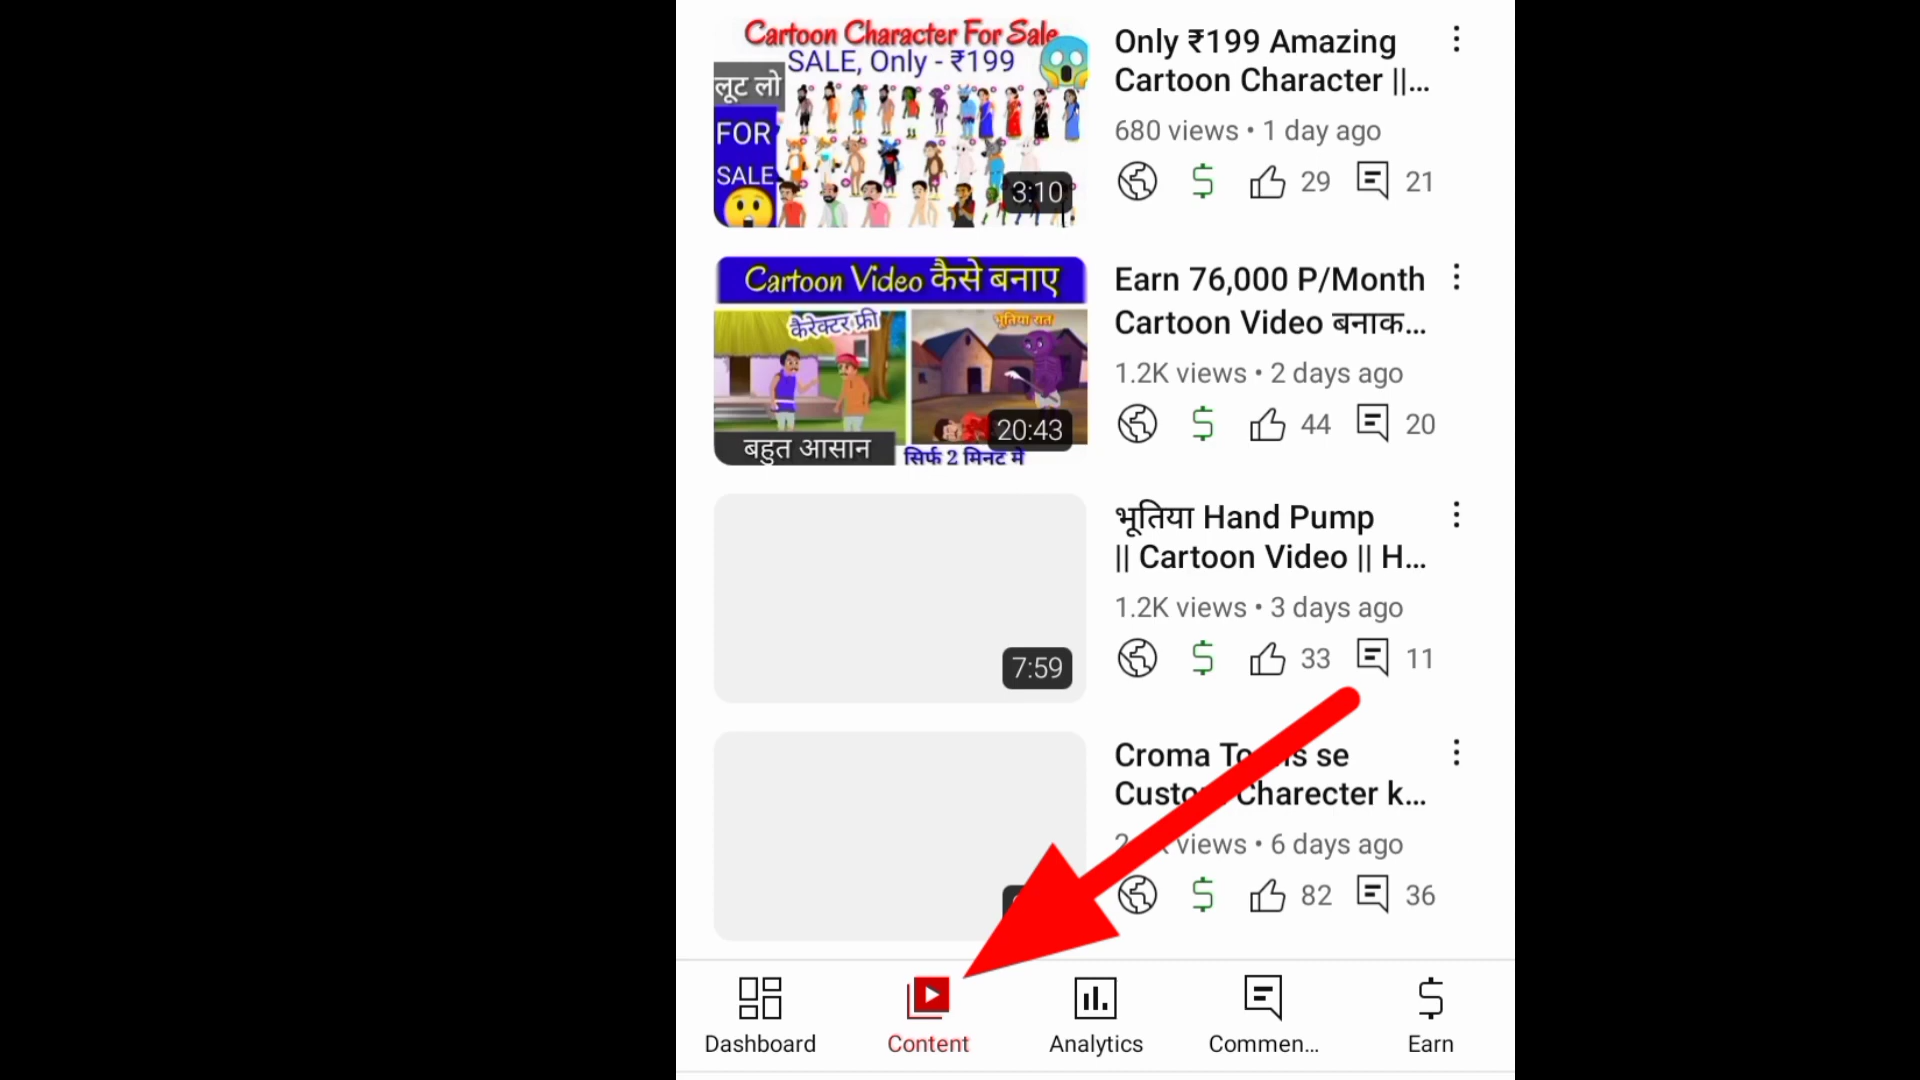 Cartoon Character For Sale
SALE, Only - ₹199
लूट लो
FOR
SALE
3:10
Only ₹199 Amazing
Cartoon Character ||...
680 views • 1 day ago
29
21
Cartoon Video कैसे बनाए
कैरेक्टर फ्री
भूतिया रात
बहुत आसान
सिर्फ 2 मिनट में
20:43
Earn 76,000 P/Month
Cartoon Video बनाक...
1.2K views • 2 days ago
44
20
7:59
भूतिया Hand Pump
|| Cartoon Video || H...
1.2K views • 3 days ago
33
11
Croma se
Charecter k...
views • 6 days ago
82
36
Dashboard
Content
Analytics
Commen...
Earn